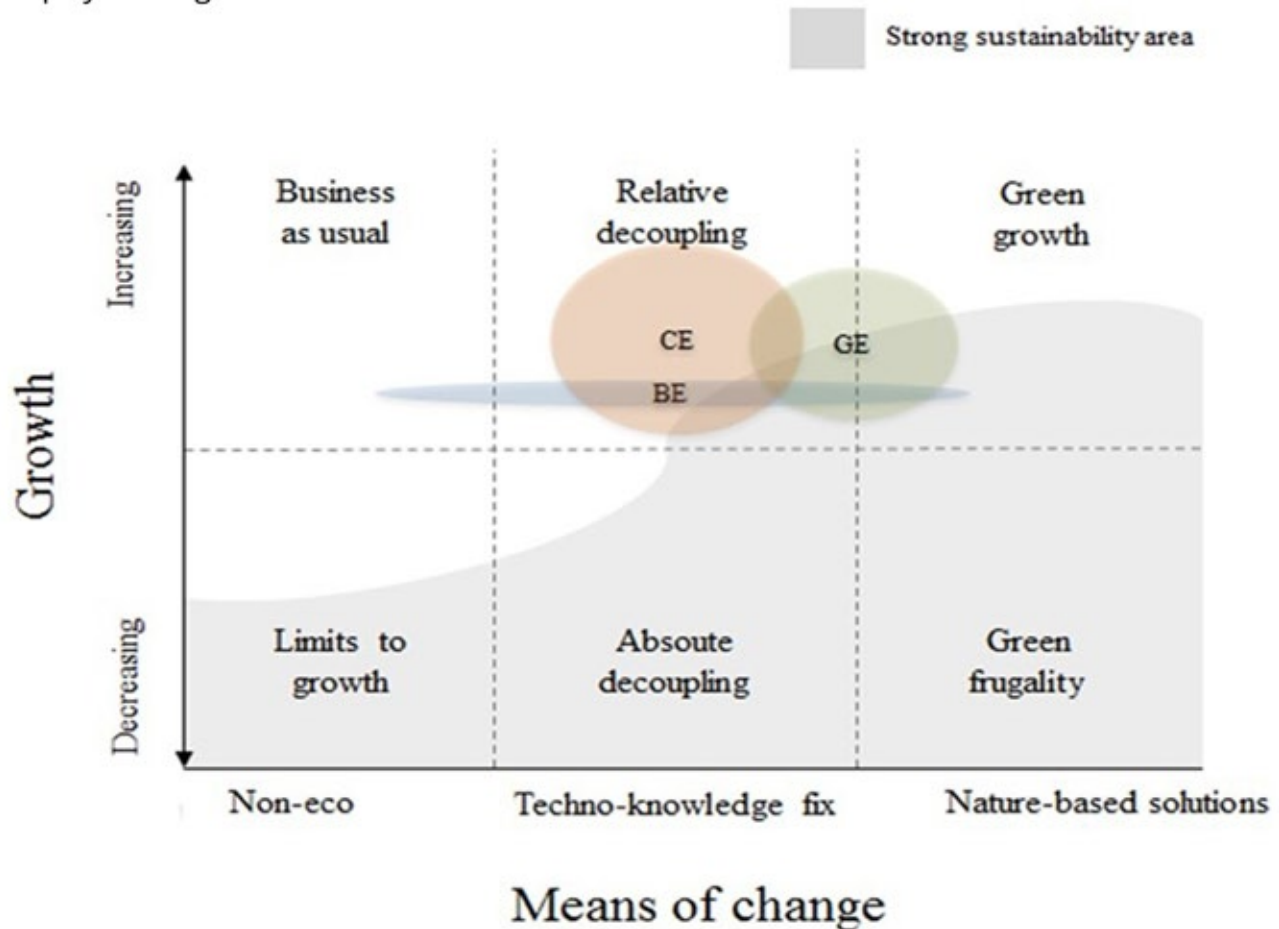 Strong sustainability area
Increasing
Business
as usual
Relative
decoupling
Green
growth
CE
GE
BE
Growth
Decreasing
Limits to
growth
Absoute
decoupling
Green
frugality
Non-eco
Techno-knowledge fix
Nature-based solutions
Means of change